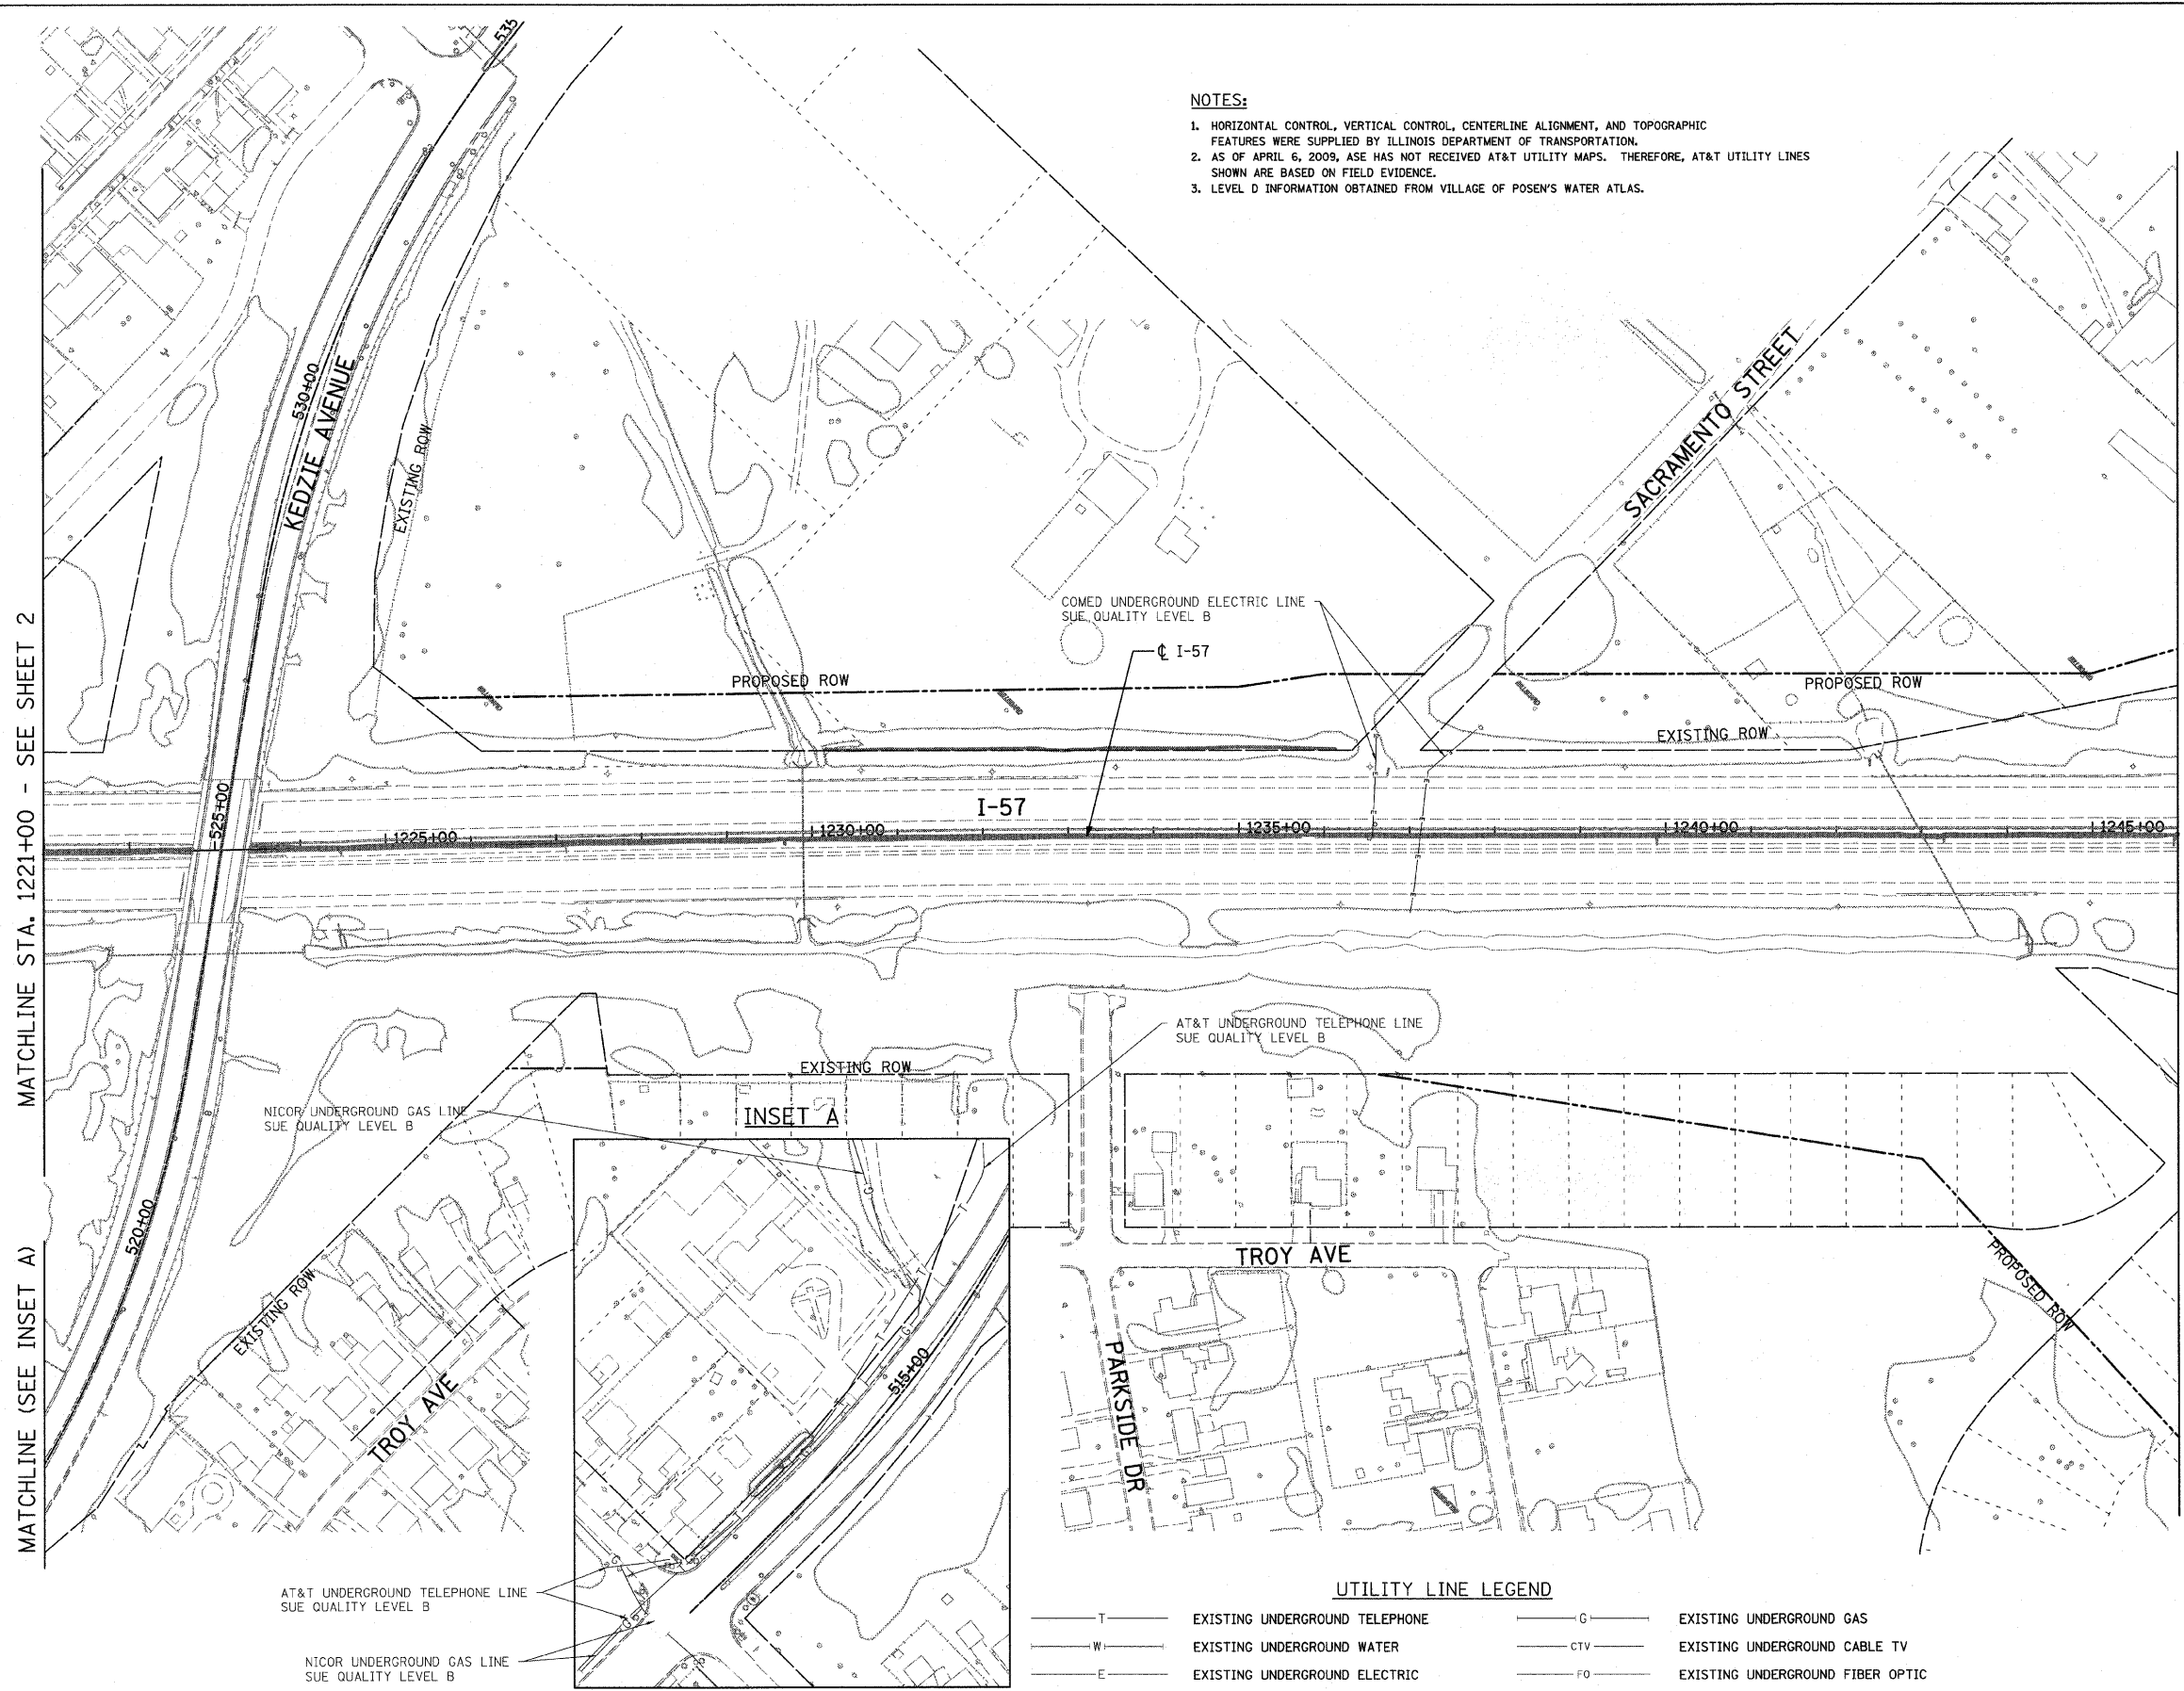 535
NOTES:
1. HORIZONTAL CONTROL, VERTICAL CONTROL, CENTERLINE ALIGNMENT, AND TOPOGRAPHIC
FEATURES WERE SUPPLIED BY ILLINOIS DEPARTMENT OF TRANSPORTATION.
2. AS OF APRIL 6, 2009, ASE HAS NOT RECEIVED AT&T UTILITY MAPS. THEREFORE, AT&T UTILITY LINES
SHOWN ARE BASED ON FIELD EVIDENCE.
3. LEVEL D INFORMATION OBTAINED FROM VILLAGE OF POSEN'S WATER ATLAS.
530+00
KEDZIE AVENUE
EXISTING ROW
SACRAMENTO STREET
COMED UNDERGROUND ELECTRIC LINE
SUE QUALITY LEVEL B
℄ I-57
PROPOSED ROW
PROPOSED ROW
EXISTING ROW
MATCHLINE STA. 1221+00 - SEE SHEET 2
525+00
I-57
1225+00
1230+00
1235+00
1240+00
1245+00
AT&T UNDERGROUND TELEPHONE LINE
SUE QUALITY LEVEL B
EXISTING ROW
NICOR UNDERGROUND GAS LINE
SUE QUALITY LEVEL B
INSET A
520+00
MATCHLINE (SEE INSET A)
EXISTING ROW
TROY AVE
TROY AVE
PROPOSED ROW
515+00
PARKSIDE DR
G
T
T
T
G
G
G
AT&T UNDERGROUND TELEPHONE LINE
SUE QUALITY LEVEL B
NICOR UNDERGROUND GAS LINE
SUE QUALITY LEVEL B
UTILITY LINE LEGEND
T EXISTING UNDERGROUND TELEPHONE
G EXISTING UNDERGROUND GAS
W EXISTING UNDERGROUND WATER
CTV EXISTING UNDERGROUND CABLE TV
E EXISTING UNDERGROUND ELECTRIC
FO EXISTING UNDERGROUND FIBER OPTIC